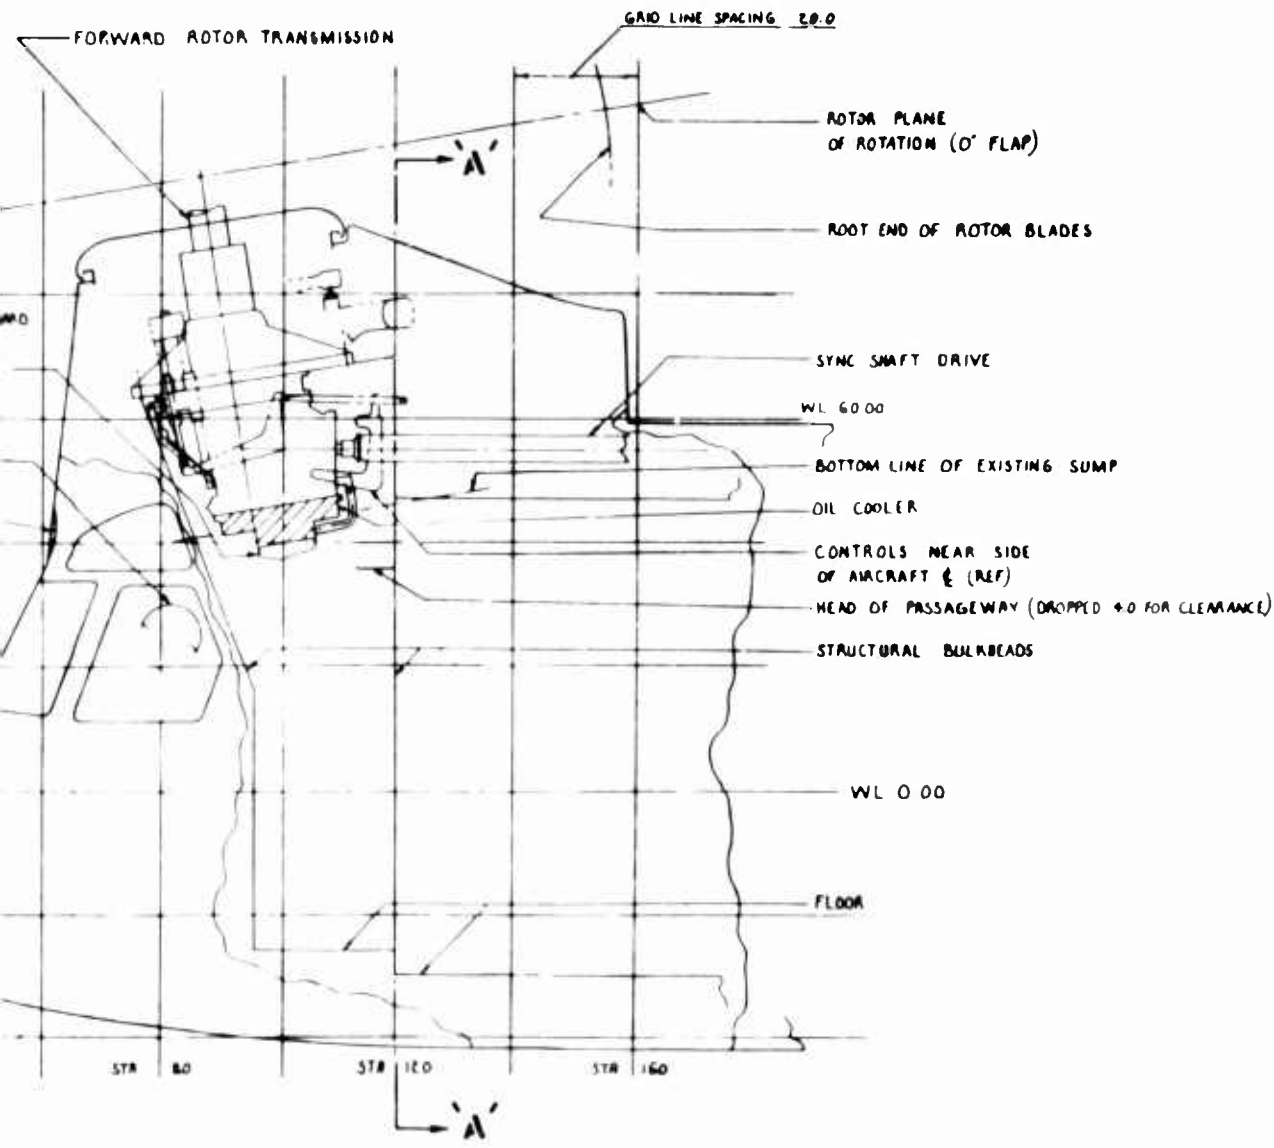 GRID LINE SPACING 20.0
FORWARD ROTOR TRANSMISSION
ROTOR PLANE
OF ROTATION (0° FLAP)
'A'
ROOT END OF ROTOR BLADES
SYNC SHAFT DRIVE
WL 60 00
BOTTOM LINE OF EXISTING SUMP
OIL COOLER
CONTROLS NEAR SIDE
OF AIRCRAFT ℄ (REF)
HEAD OF PASSAGEWAY (DROPPED 4.0 FOR CLEARANCE)
STRUCTURAL BULKHEADS
WL 0 00
FLOOR
STA 80
STA 120
STA 160
'A'